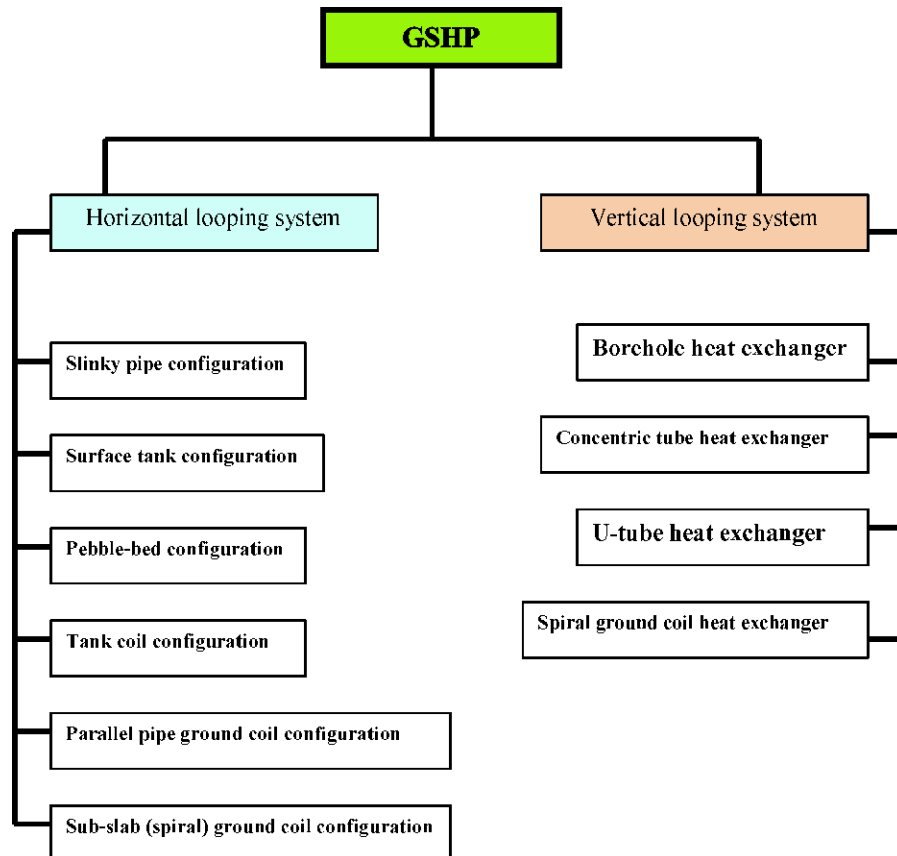 GSHP
Horizontal looping system
Vertical looping system
Slinky pipe configuration
Surface tank configuration
Pebble-bed configuration
Tank coil configuration
Parallel pipe ground coil configuration
Sub-slab (spiral) ground coil configuration
Borehole heat exchanger
Concentric tube heat exchanger
U-tube heat exchanger
Spiral ground coil heat exchanger